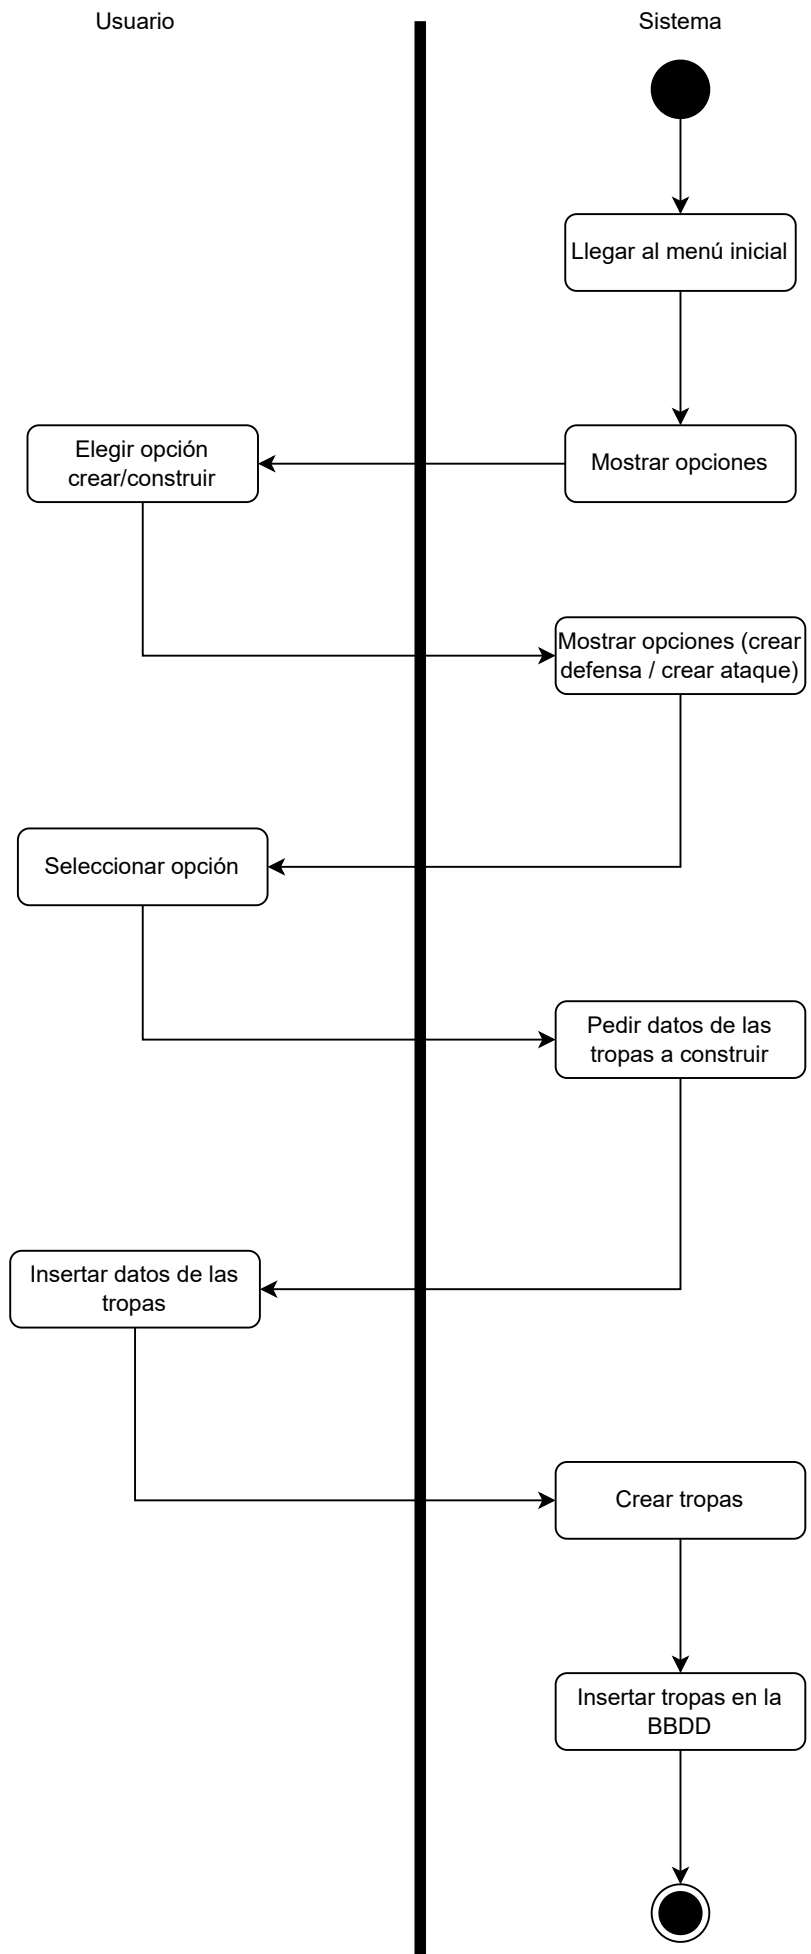 Usuario
Sistema
Llegar al menú inicial
Elegir opción
crear/construir
Mostrar opciones
Mostrar opciones (crear
defensa / crear ataque)
Seleccionar opción
Pedir datos de las
tropas a construir
Insertar datos de las
tropas
Crear tropas
Insertar tropas en la
BBDD